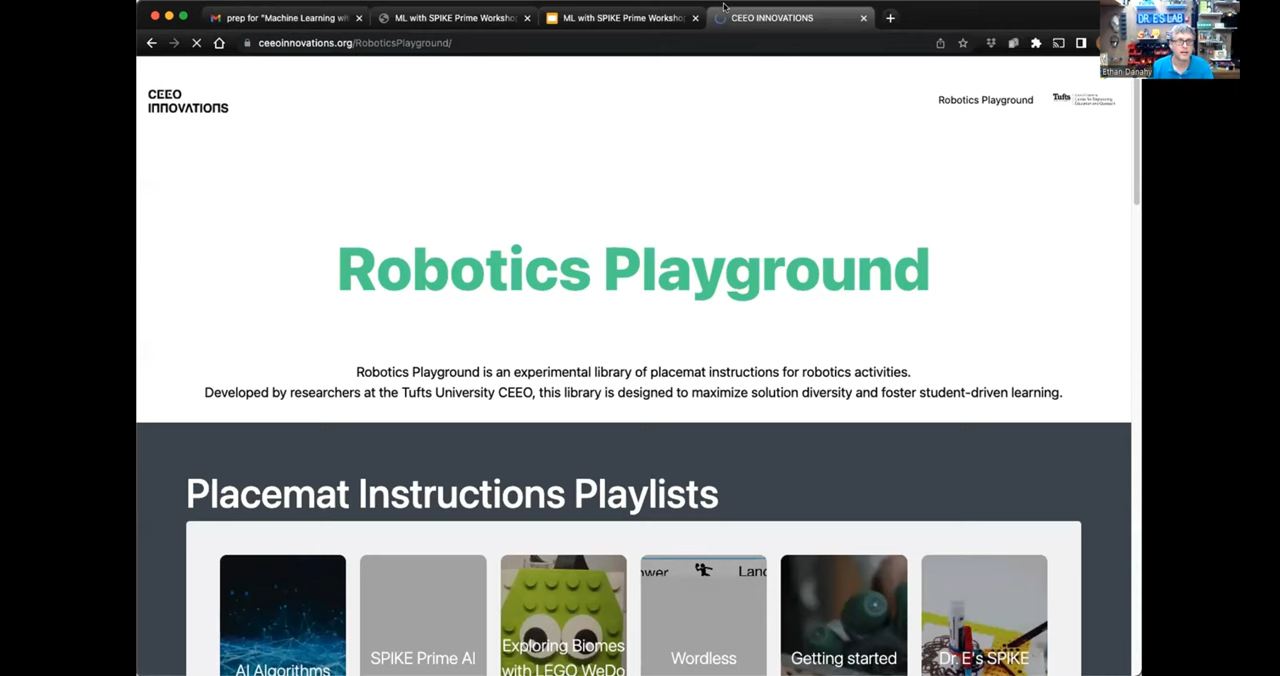 prep for "Machine Learning wi
ML with SPIKE Prime Worksho
ML with SPIKE Prime Worksho
CEEO INNOVATIONS
ceeoinnovations.org/RoboticsPlayground/
DR. E'S LAB
Ethan Danahy
CEEO
INNOVATIONS
Robotics Playground
Tufts
Robotics Playground
Robotics Playground is an experimental library of placemat instructions for robotics activities.
Developed by researchers at the Tufts University CEEO, this library is designed to maximize solution diversity and foster student-driven learning.
Placemat Instructions Playlists
ower
Land
AI Algorithms
SPIKE Prime AI
Exploring Biomes
with LEGO WeDo
Wordless
Getting started
Dr. E's SPIKE